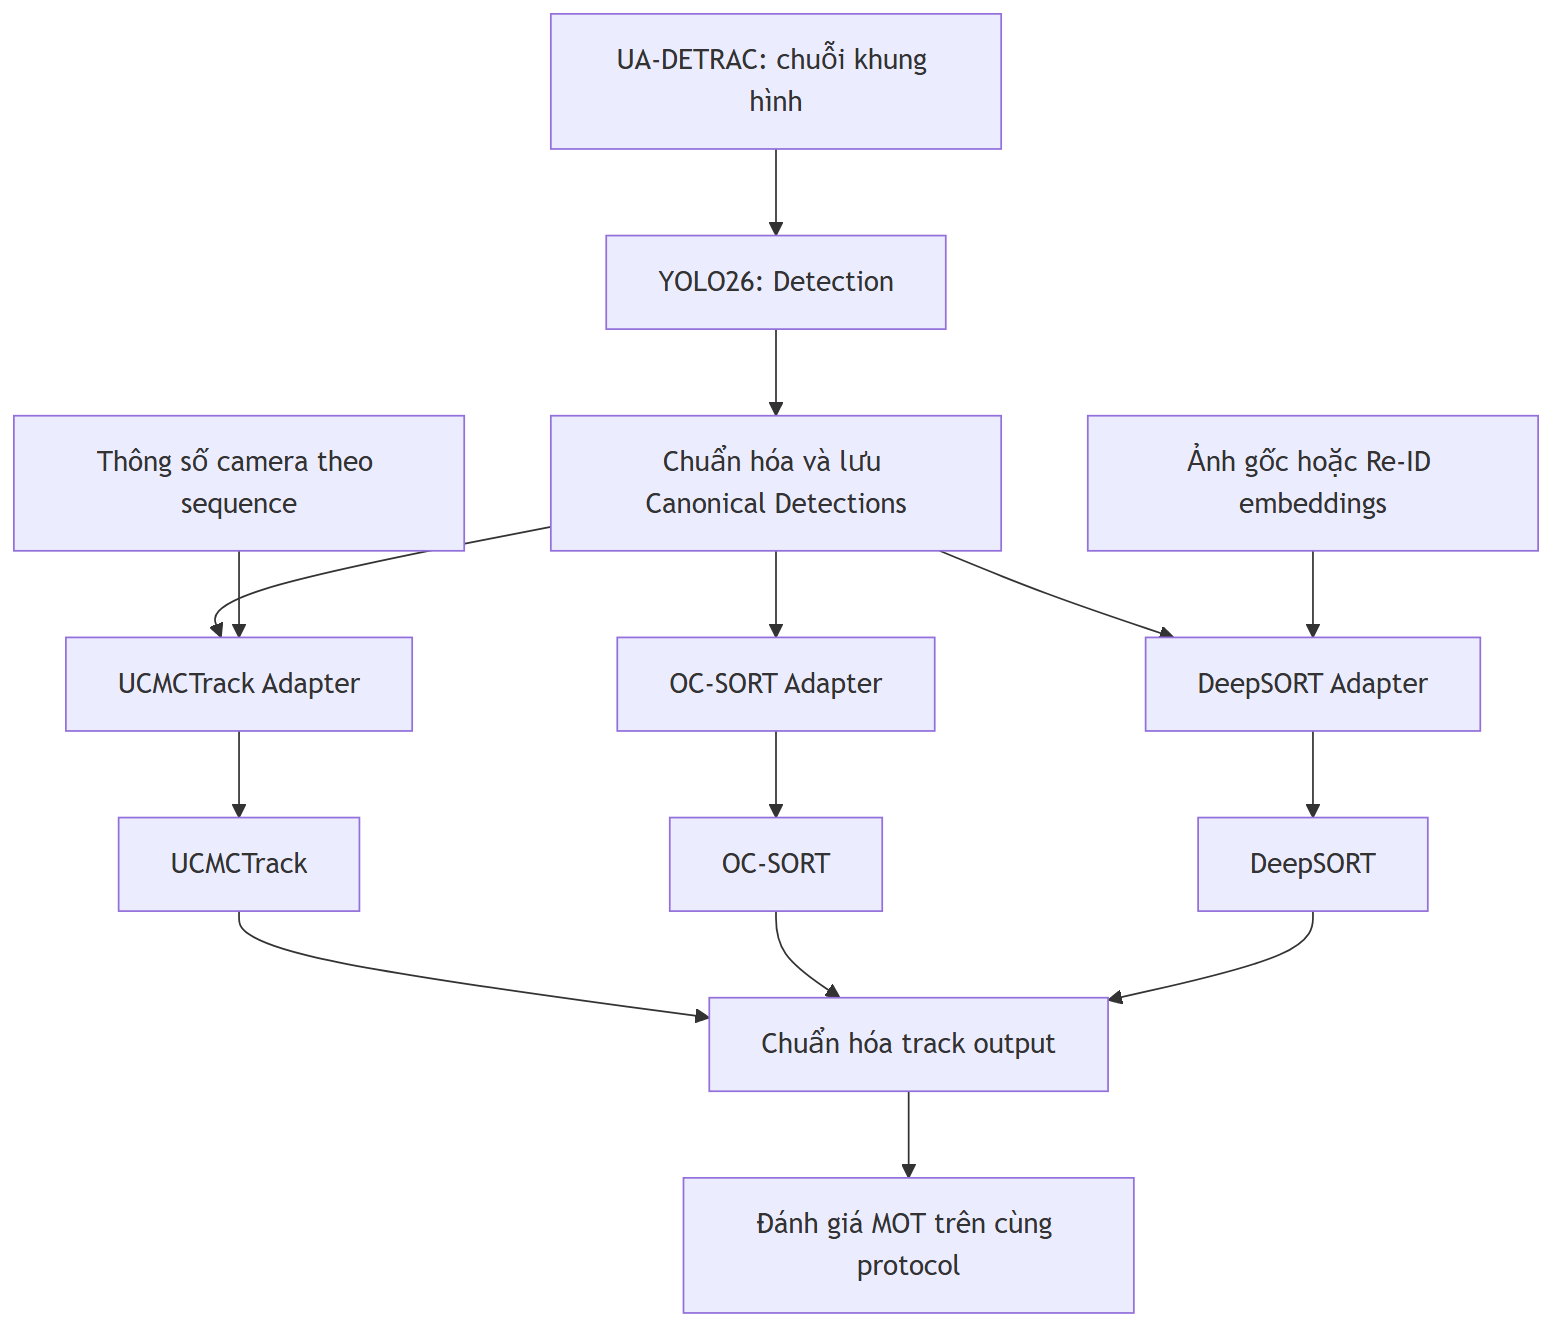 UA-DETRAC: chuỗi khung
hình
YOLO26: Detection
Thông số camera theo
sequence
Chuẩn hóa và lưu
Canonical Detections
Ảnh gốc hoặc Re-ID
embeddings
UCMCTrack Adapter
OC-SORT Adapter
DeepSORT Adapter
UCMCTrack
OC-SORT
DeepSORT
Chuẩn hóa track output
Đánh giá MOT trên cùng
protocol